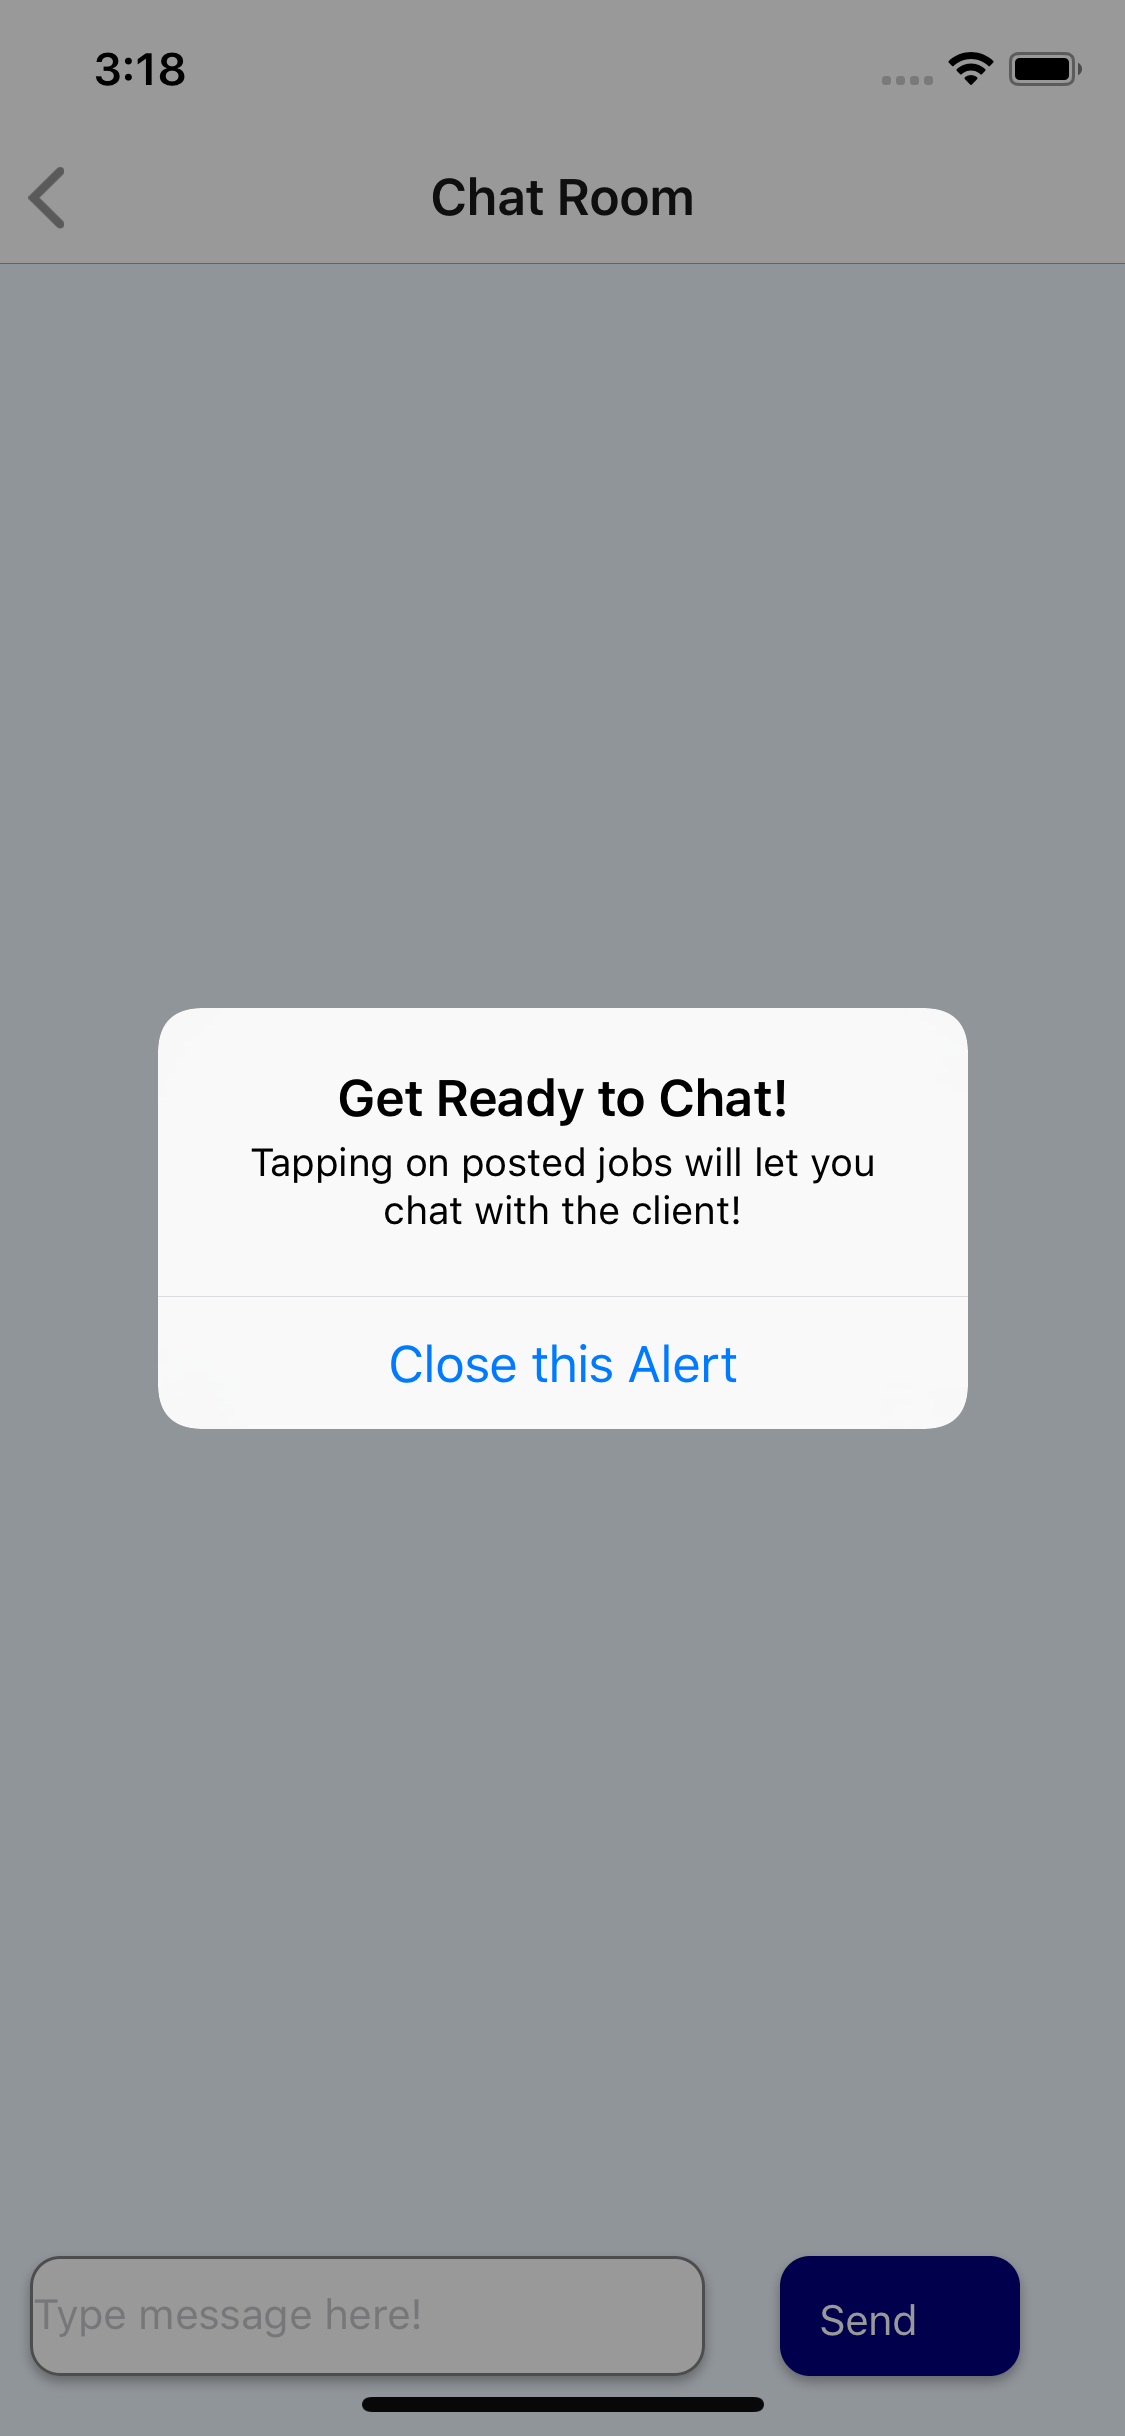 3:18
Chat Room
Get Ready to Chat!
Tapping on posted jobs will let you
chat with the client!
Close this Alert
Type message here!
Send